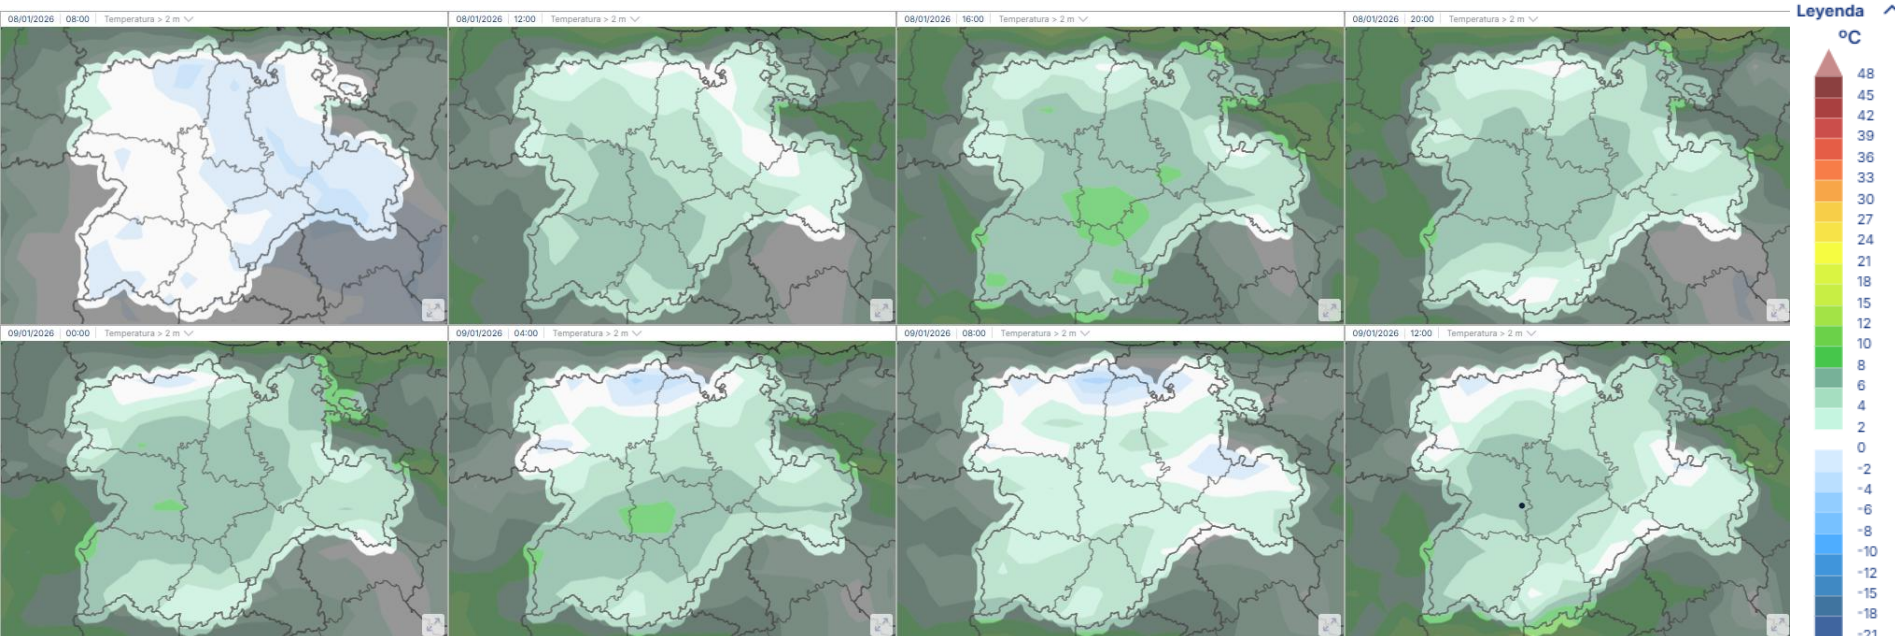 08/01/2026 08:00 Temperatura > 2 m
08/01/2026 12:00 Temperatura > 2 m
08/01/2026 16:00 Temperatura > 2 m
08/01/2026 20:00 Temperatura > 2 m
09/01/2026 00:00 Temperatura > 2 m
09/01/2026 04:00 Temperatura > 2 m
09/01/2026 08:00 Temperatura > 2 m
09/01/2026 12:00 Temperatura > 2 m
Leyenda
ºC
48
45
42
39
36
33
30
27
24
21
18
15
12
10
8
6
4
2
0
-2
-4
-6
-8
-10
-12
-15
-18
-21